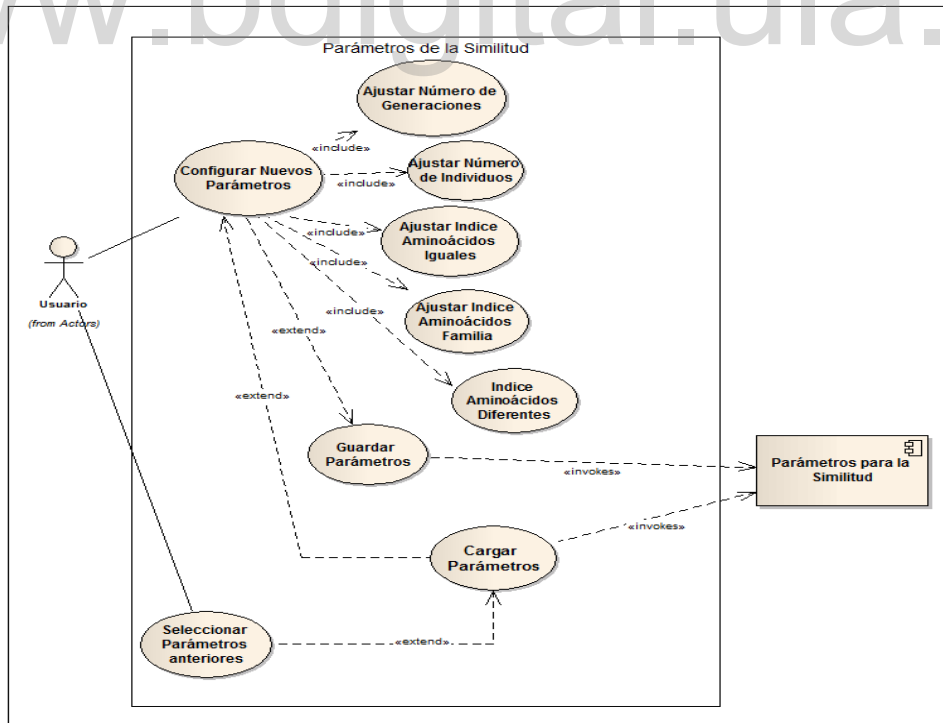 www.bdigital.ula.
Parámetros de la Similitud
Ajustar Número de
Generaciones
«include»
Configurar Nuevos
Parámetros
Ajustar Número
de Individuos
«include»
Ajustar Indice
Aminoácidos
Iguales
«include»
«include»
Usuario
(from Actors)
Ajustar Indice
Aminoácidos
Familia
«include»
«extend»
Indice
Aminoácidos
Diferentes
«extend»
Guardar
Parámetros
«invokes»
Parámetros para la
Similitud
«invokes»
Cargar
Parámetros
Seleccionar
Parámetros
anteriores
«extend»